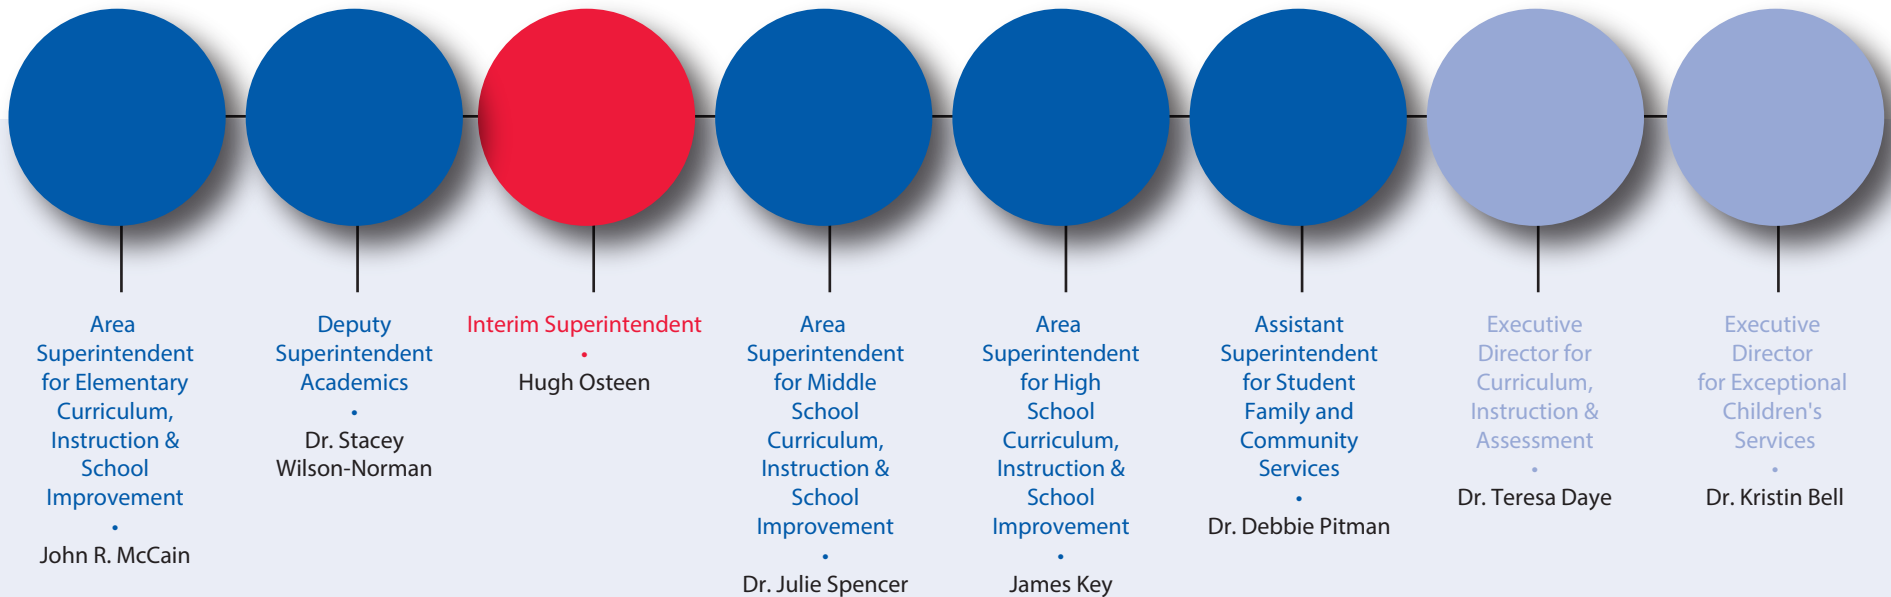 Area
Superintendent
for Elementary
Curriculum,
Instruction &
School
Improvement
•
John R. McCain
Deputy
Superintendent
Academics
•
Dr. Stacey
Wilson-Norman
Interim Superintendent
•
Hugh Osteen
Area
Superintendent
for Middle
School
Curriculum,
Instruction &
School
Improvement
•
Dr. Julie Spencer
Area
Superintendent
for High
School
Curriculum,
Instruction &
School
Improvement
•
James Key
Assistant
Superintendent
for Student
Family and
Community
Services
•
Dr. Debbie Pitman
Executive
Director for
Curriculum,
Instruction &
Assessment
•
Dr. Teresa Daye
Executive
Director
for Exceptional
Children's
Services
•
Dr. Kristin Bell